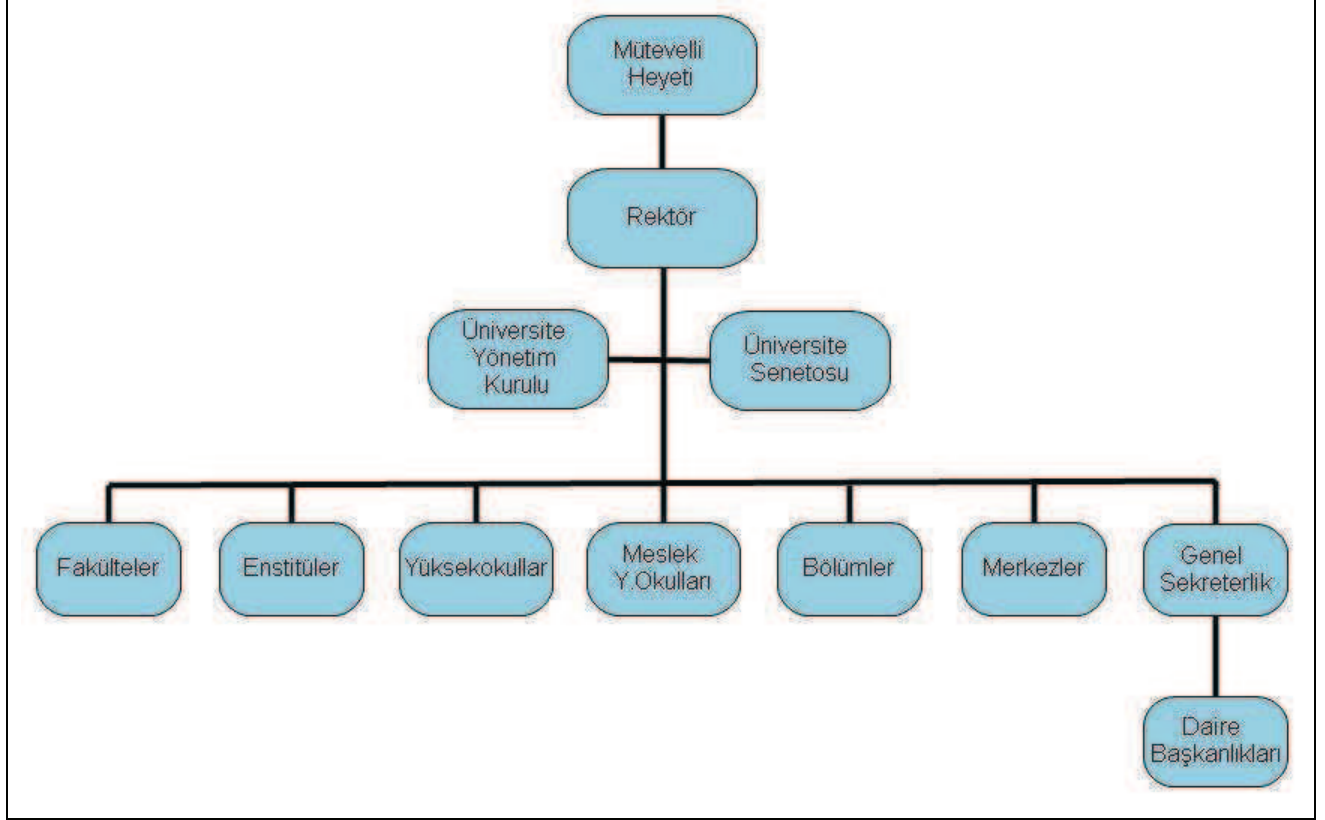 Mütevelli
Heyeti
Rektör
Üniversite
Yönetim
Kurulu
Üniversite
Senetosu
Fakülteler
Enstitüler
Yüksekokullar
Meslek
Y.Okulları
Bölümler
Merkezler
Genel
Sekreterlik
Daire
Başkanlıkları